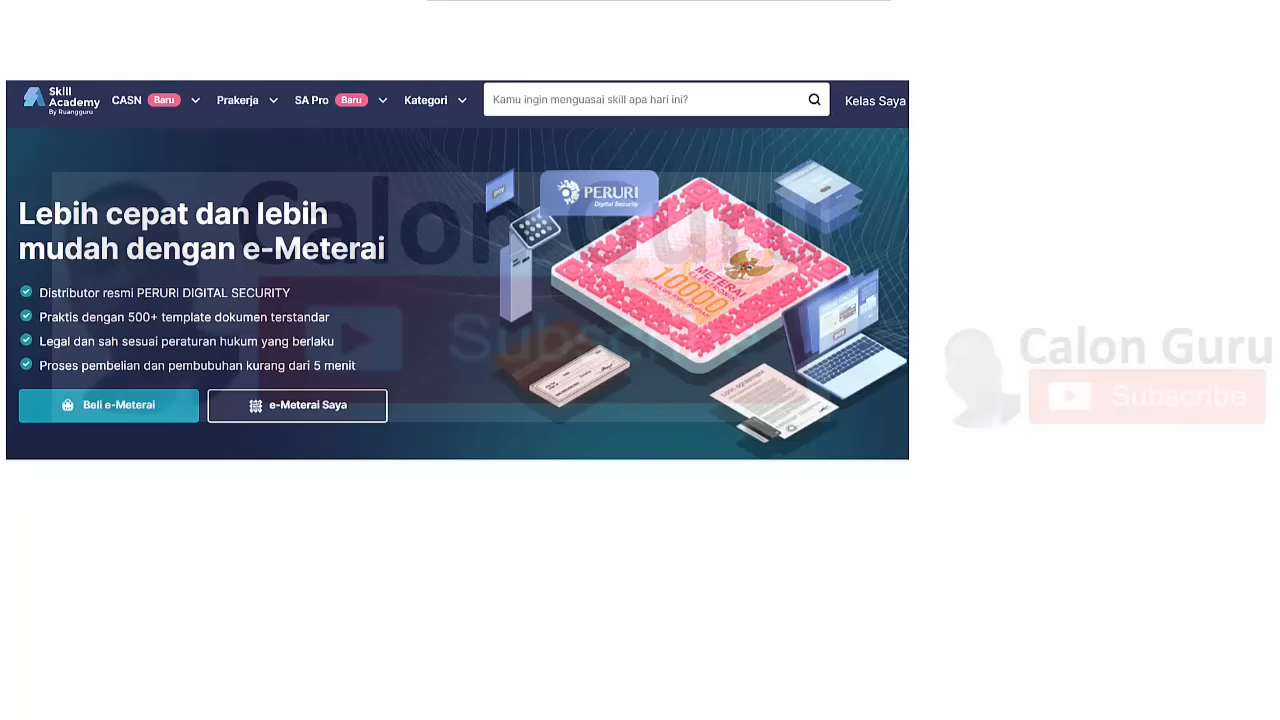 Skill
Academy
By Ruangguru
CASN Baru
Prakerja
SA Pro Baru
Kategori
Kamu ingin menguasai skill apa hari ini?
Kelas Saya
PERURI
Digital Security
Lebih cepat dan lebih
mudah dengan e-Meterai
Distributor resmi PERURI DIGITAL SECURITY
Praktis dengan 500+ template dokumen terstandar
Legal dan sah sesuai peraturan hukum yang berlaku
Proses pembelian dan pembubuhan kurang dari 5 menit
Beli e-Meterai
e-Meterai Saya
METERAI
10000
Calon Guru
Subscribe
Calon Guru
Subscribe